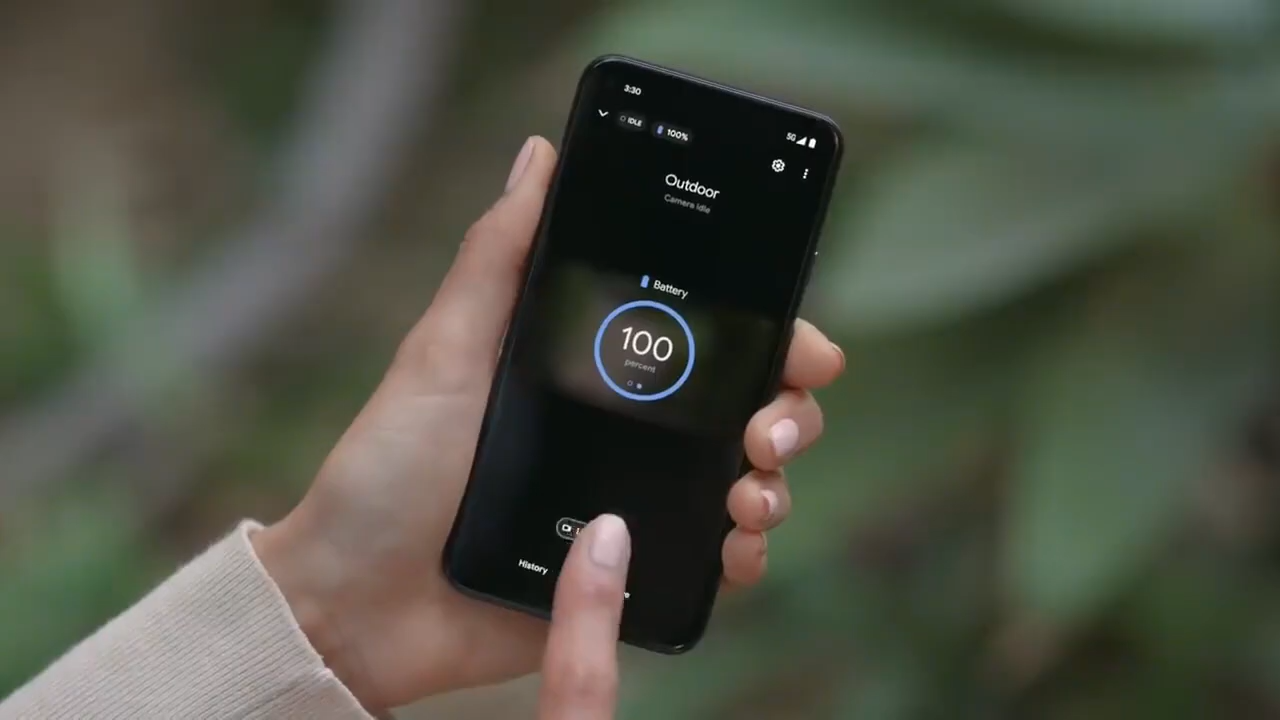 3:30
5G
IDLE 100%
Outdoor
Camera Idle
Battery
100
percent
History